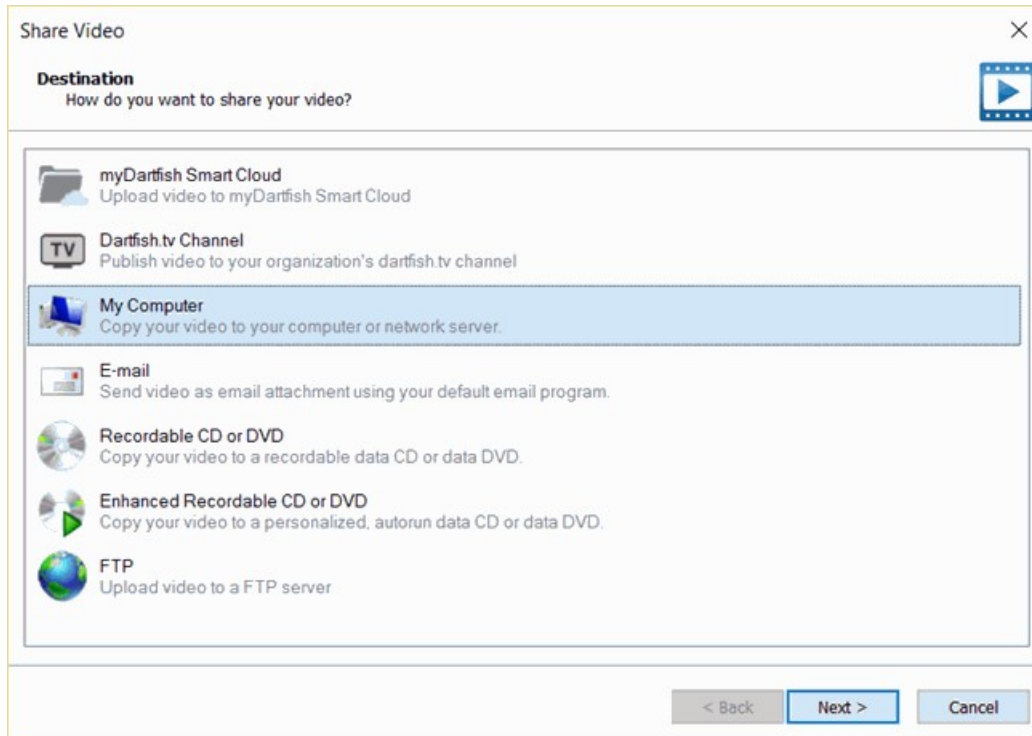 Share Video
Destination
How do you want to share your video?
myDartfish Smart Cloud
Upload video to myDartfish Smart Cloud
TV
Dartfish.tv Channel
Publish video to your organization's dartfish.tv channel
My Computer
Copy your video to your computer or network server.
E-mail
Send video as email attachment using your default email program.
Recordable CD or DVD
Copy your video to a recordable data CD or data DVD.
Enhanced Recordable CD or DVD
Copy your video to a personalized, autorun data CD or data DVD.
FTP
Upload video to a FTP server
< Back
Next >
Cancel